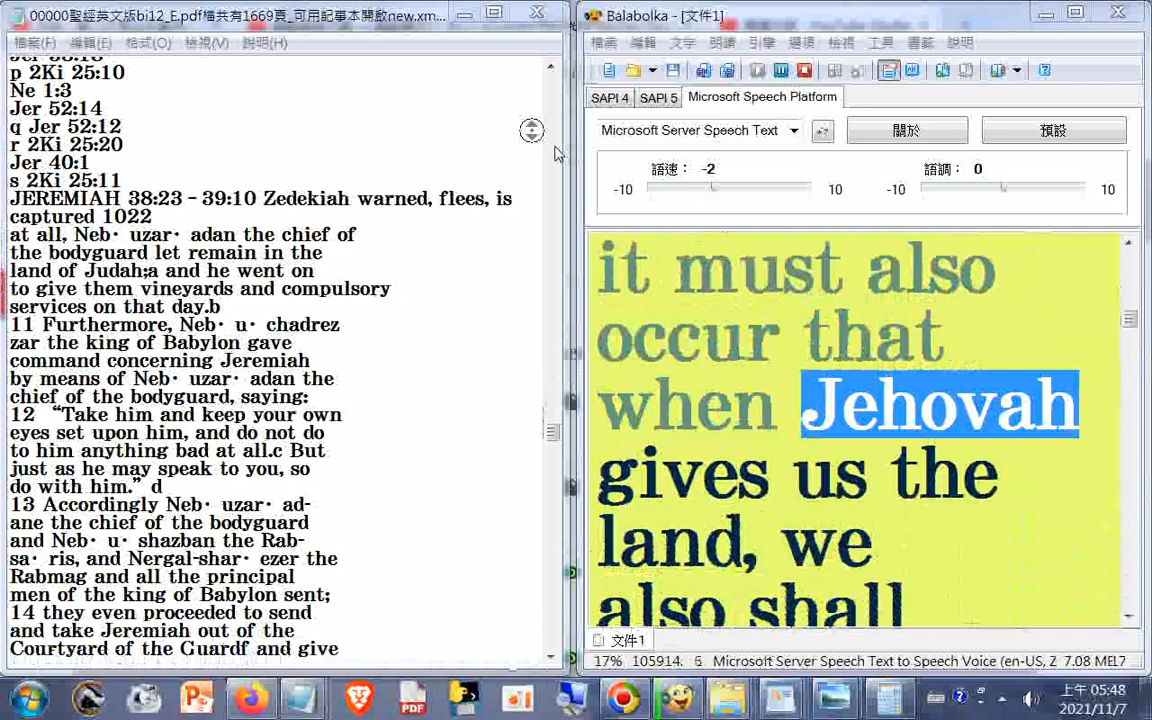 00000聖經英文版bi12_E.pdf檔共有1669頁_可用記事本開啟new.xm...
檔案(F) 編輯(E) 格式(O) 檢視(V) 說明(H)
p 2Ki 25:10
Ne 1:3
Jer 52:14
q Jer 52:12
r 2Ki 25:20
Jer 40:1
s 2Ki 25:11
JEREMIAH 38:23 - 39:10 Zedekiah warned, flees, is
captured 1022
at all, Neb· uzar· adan the chief of
the bodyguard let remain in the
land of Judah;a and he went on
to give them vineyards and compulsory
services on that day.b
11 Furthermore, Neb· u· chadrez
zar the king of Babylon gave
command concerning Jeremiah
by means of Neb· uzar· adan the
chief of the bodyguard, saying:
12 “Take him and keep your own
eyes set upon him, and do not do
to him anything bad at all.c But
just as he may speak to you, so
do with him.” d
13 Accordingly Neb· uzar· ad-
ane the chief of the bodyguard
and Neb· u· shazban the Rab-
sa· ris, and Nergal-shar· ezer the
Rabmag and all the principal
men of the king of Babylon sent;
14 they even proceeded to send
and take Jeremiah out of the
Courtyard of the Guardf and give
Balabolka - [文件1]
檔案 編輯 文字 朗讀 引擎 選項 檢視 工具 書籤 說明
SAPI 4 SAPI 5 Microsoft Speech Platform
Microsoft Server Speech Text
關於
預設
語速: -2
語調: 0
-10 10 -10 10
it must also
occur that
when Jehovah
gives us the
land, we
also shall
文件1
17% 105914. 6 Microsoft Server Speech Text to Speech Voice (en-US, Z 7.08 MEL7
PDF
上午 05:48
2021/11/7